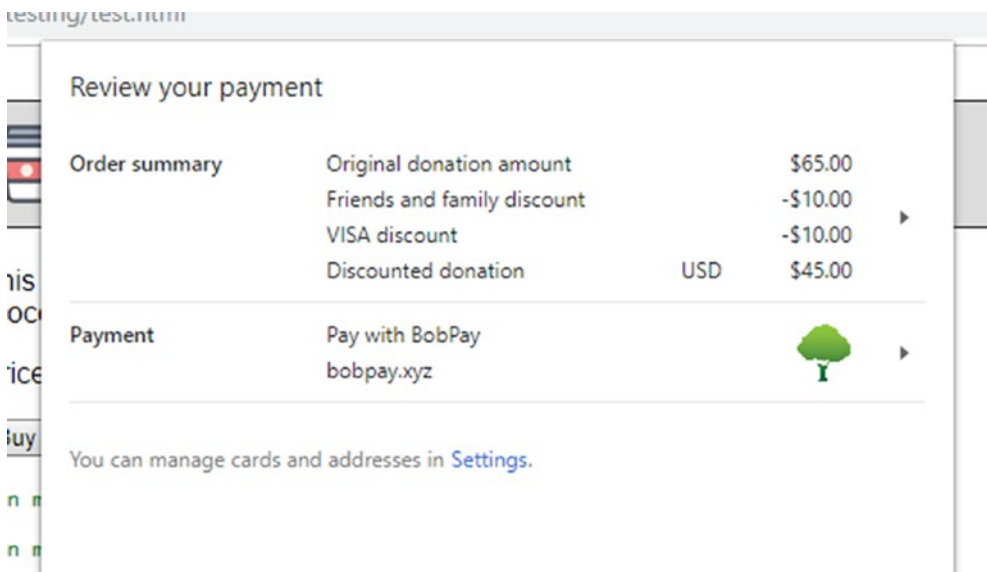 testing/test.html
Review your payment
Order summary
Original donation amount $65.00
Friends and family discount -$10.00
VISA discount -$10.00
Discounted donation USD $45.00
Payment
Pay with BobPay
bobpay.xyz
You can manage cards and addresses in Settings.
Buy